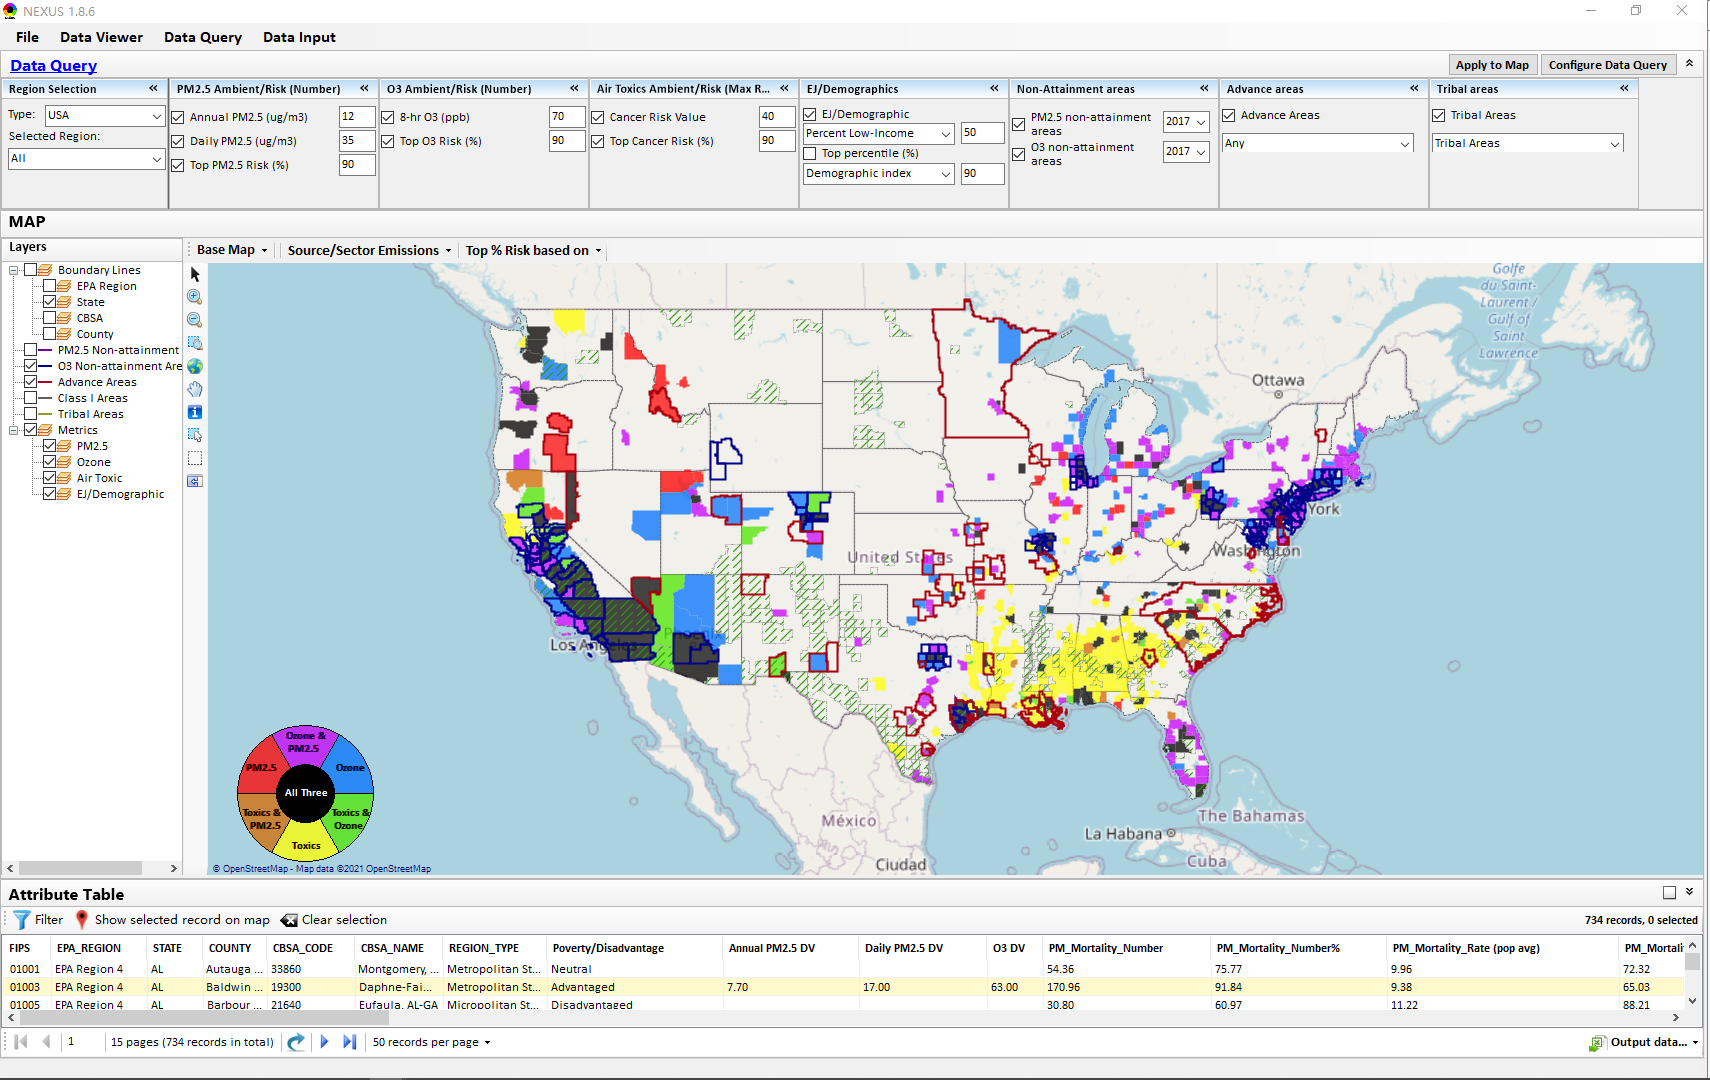 NEXUS 1.8.6
File Data Viewer Data Query Data Input
Data Query Apply to Map Configure Data Query
Region Selection PM2.5 Ambient/Risk (Number) O3 Ambient/Risk (Number) Air Toxics Ambient/Risk (Max R... EJ/Demographics Non-Attainment areas Advance areas Tribal areas
Type: USA
Selected Region:
All
Annual PM2.5 (ug/m3) 12
Daily PM2.5 (ug/m3) 35
Top PM2.5 Risk (%) 90
8-hr O3 (ppb) 70
Top O3 Risk (%) 90
Cancer Risk Value 40
Top Cancer Risk (%) 90
EJ/Demographic
Percent Low-Income 50
Top percentile (%)
Demographic index 90
PM2.5 non-attainment areas 2017
O3 non-attainment areas 2017
Advance Areas
Any
Tribal Areas
Tribal Areas
MAP
Layers
Base Map Source/Sector Emissions Top % Risk based on
Boundary Lines
EPA Region
State
CBSA
County
PM2.5 Non-attainment
O3 Non-attainment Are
Advance Areas
Class I Areas
Tribal Areas
Metrics
PM2.5
Ozone
Air Toxic
EJ/Demographic
Golfe
du Saint-
Laurent /
Gulf of
Saint
Lawrence
Ottawa
York
Washington
United States
Los Angeles
México
Ciudad
La Habana
The Bahamas
Cuba
Ozone & PM2.5
PM2.5
Ozone
All Three
Toxics & PM2.5
Toxics & Ozone
Toxics
© OpenStreetMap - Map data ©2021 OpenStreetMap
Attribute Table
Filter Show selected record on map Clear selection 734 records, 0 selected
FIPS EPA_REGION STATE COUNTY CBSA_CODE CBSA_NAME REGION_TYPE Poverty/Disadvantage Annual PM2.5 DV Daily PM2.5 DV O3 DV PM_Mortality_Number PM_Mortality_Number% PM_Mortality_Rate (pop avg) PM_Mortali
01001 EPA Region 4 AL Autauga ... 33860 Montgomery, ... Metropolitan St... Neutral 54.36 75.77 9.96 72.32
01003 EPA Region 4 AL Baldwin ... 19300 Daphne-Fai... Metropolitan St... Advantaged 7.70 17.00 63.00 170.96 91.84 9.38 65.03
01005 EPA Region 4 AL Barbour ... 21640 Eufaula, AL-GA Micropolitan St... Disadvantaged 30.80 60.97 11.22 88.21
1 15 pages (734 records in total) 50 records per page Output data...